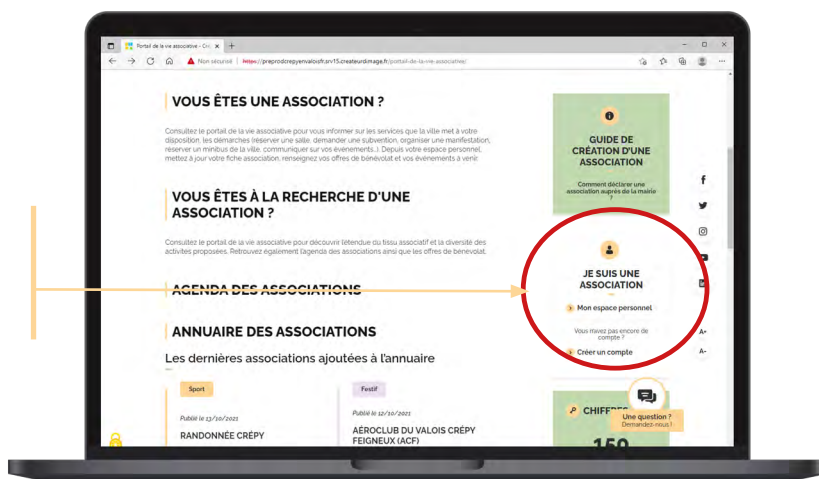 Portail de la vie associative - Cré
Non sécurisé | https://preprodcrepyenvaloisfr.srv15.createurdimage.fr/portail-de-la-vie-associative/
VOUS ÊTES UNE ASSOCIATION ?
Consultez le portail de la vie associative pour vous informer sur les services que la ville met à votre
disposition, les démarches (réserver une salle, demander une subvention, organiser une manifestation,
réserver un minibus de la ville, communiquer sur vos événements…). Depuis votre espace personnel,
mettez à jour votre fiche association, renseignez vos offres de bénévolat et vos événements à venir.
VOUS ÊTES À LA RECHERCHE D'UNE
ASSOCIATION ?
Consultez le portail de la vie associative pour découvrir l'étendue du tissu associatif et la diversité des
activités proposées. Retrouvez également l'agenda des associations ainsi que les offres de bénévolat.
AGENDA DES ASSOCIATIONS
ANNUAIRE DES ASSOCIATIONS
Les dernières associations ajoutées à l'annuaire
Sport
Publié le 13/10/2021
RANDONNÉE CRÉPY
Festif
Publié le 12/10/2021
AÉROCLUB DU VALOIS CRÉPY
FEIGNEUX (ACF)
GUIDE DE
CRÉATION D'UNE
ASSOCIATION
Comment déclarer une
association auprès de la mairie
?
JE SUIS UNE
ASSOCIATION
Mon espace personnel
Vous n'avez pas encore de
compte ?
Créer un compte
CHIFFRES
150
Une question ?
Demandez-nous !
A+
A-